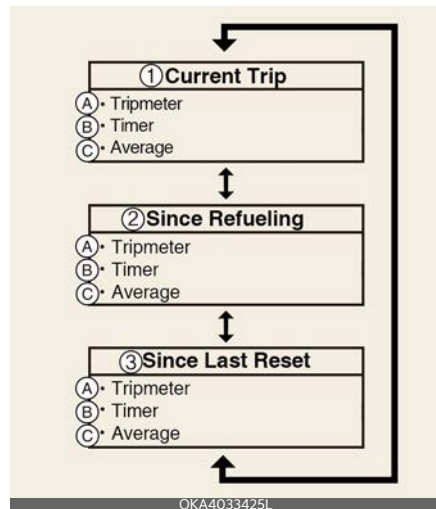 ①Current Trip
Ⓐ• Tripmeter
Ⓑ• Timer
Ⓒ• Average
②Since Refueling
Ⓐ• Tripmeter
Ⓑ• Timer
Ⓒ• Average
③Since Last Reset
Ⓐ• Tripmeter
Ⓑ• Timer
Ⓒ• Average
OKA4033425L